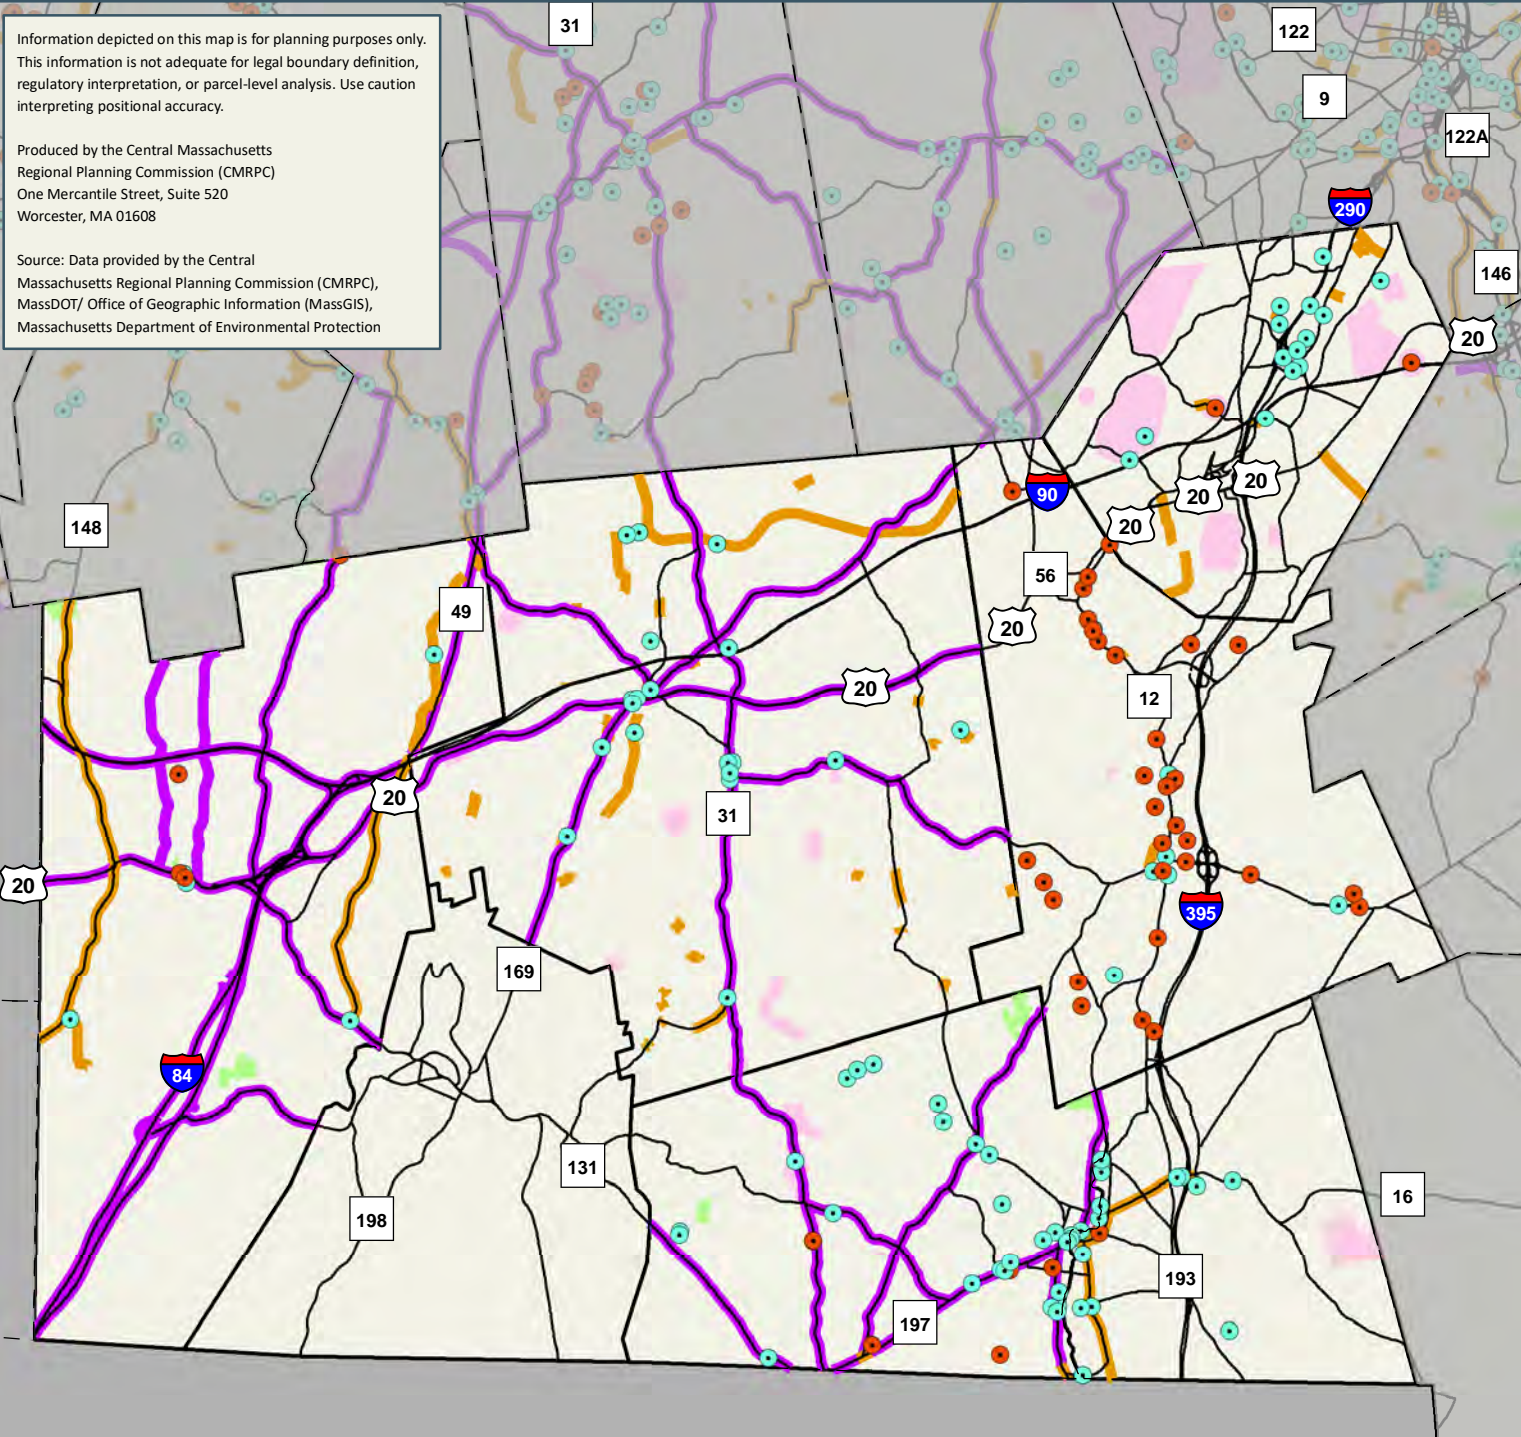 Information depicted on this map is for planning purposes only.
This information is not adequate for legal boundary definition,
regulatory interpretation, or parcel-level analysis. Use caution
interpreting positional accuracy.
Produced by the Central Massachusetts
Regional Planning Commission (CMRPC)
One Mercantile Street, Suite 520
Worcester, MA 01608
Source: Data provided by the Central
Massachusetts Regional Planning Commission (CMRPC),
MassDOT/ Office of Geographic Information (MassGIS),
Massachusetts Department of Environmental Protection
31
122
9
122A
290
146
20
148
90
20
20
20
56
49
20
20
12
20
31
20
395
169
84
131
16
198
193
197